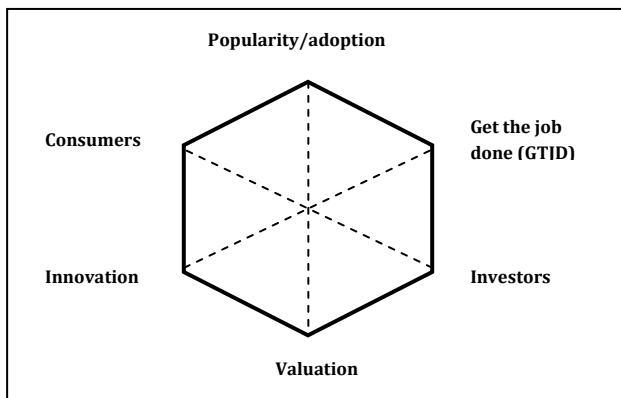 Popularity/adoption
Consumers
Get the job
done (GTJD)
Innovation
Investors
Valuation